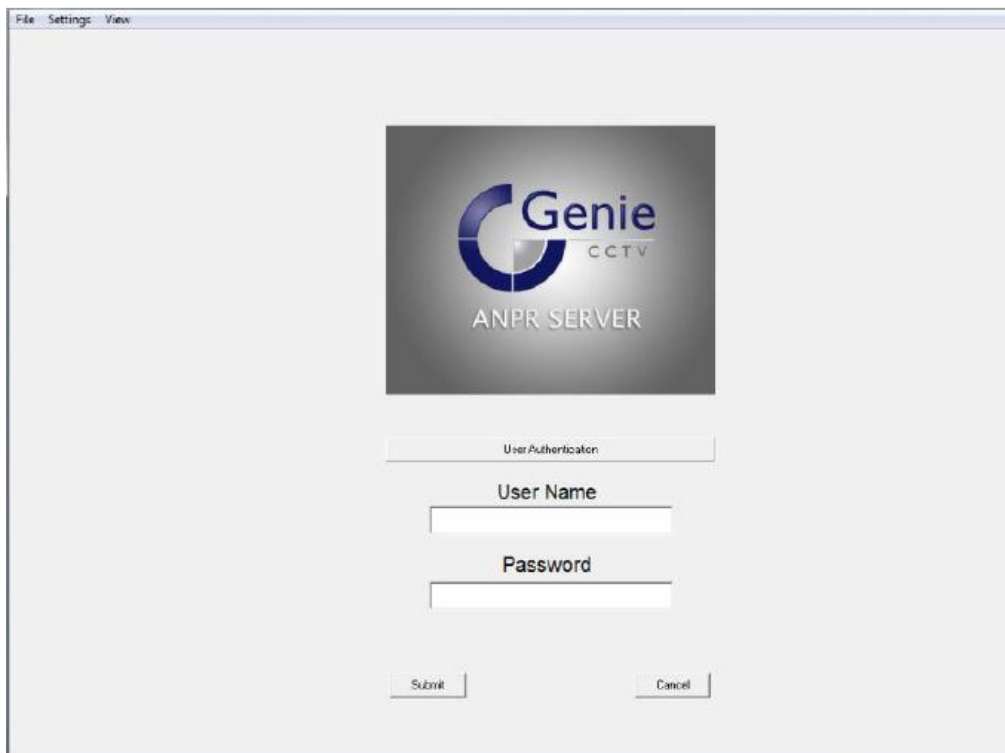 File Settings View
Genie
CCTV
ANPR SERVER
User Authentication
User Name
Password
Submit Cancel